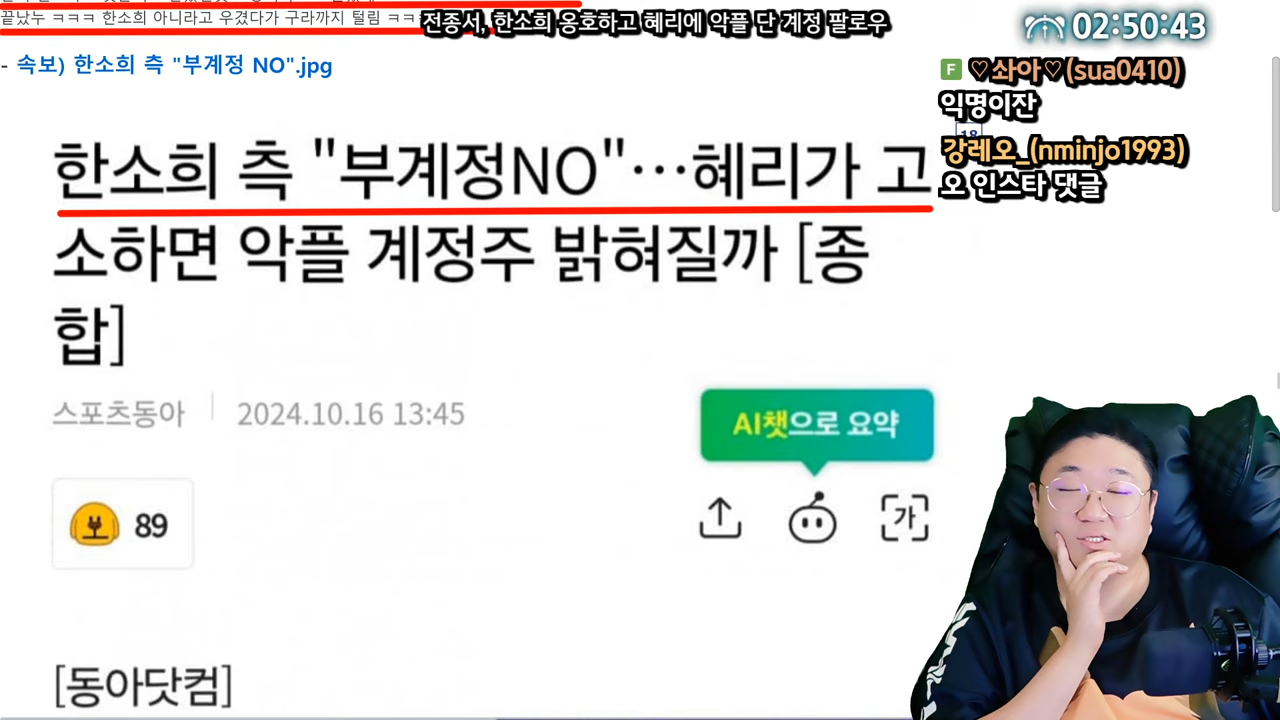 끝났누 ㅋㅋㅋ 한소희 아니라고 우겼다가 구라까지 털림 ㅋㅋ
전종서, 한소희 옹호하고 혜리에 악플 단 계정 팔로우
02:50:43
- 속보) 한소희 측 "부계정 NO".jpg
F ♡솨아♡(sua0410)
익명이잔
18
강레오_(nminjo1993)
오 인스타 댓글
한소희 측 "부계정NO"…혜리가 고
소하면 악플 계정주 밝혀질까 [종
합]
스포츠동아
2024.10.16 13:45
AI챗으로 요약
89
가
[동아닷컴]